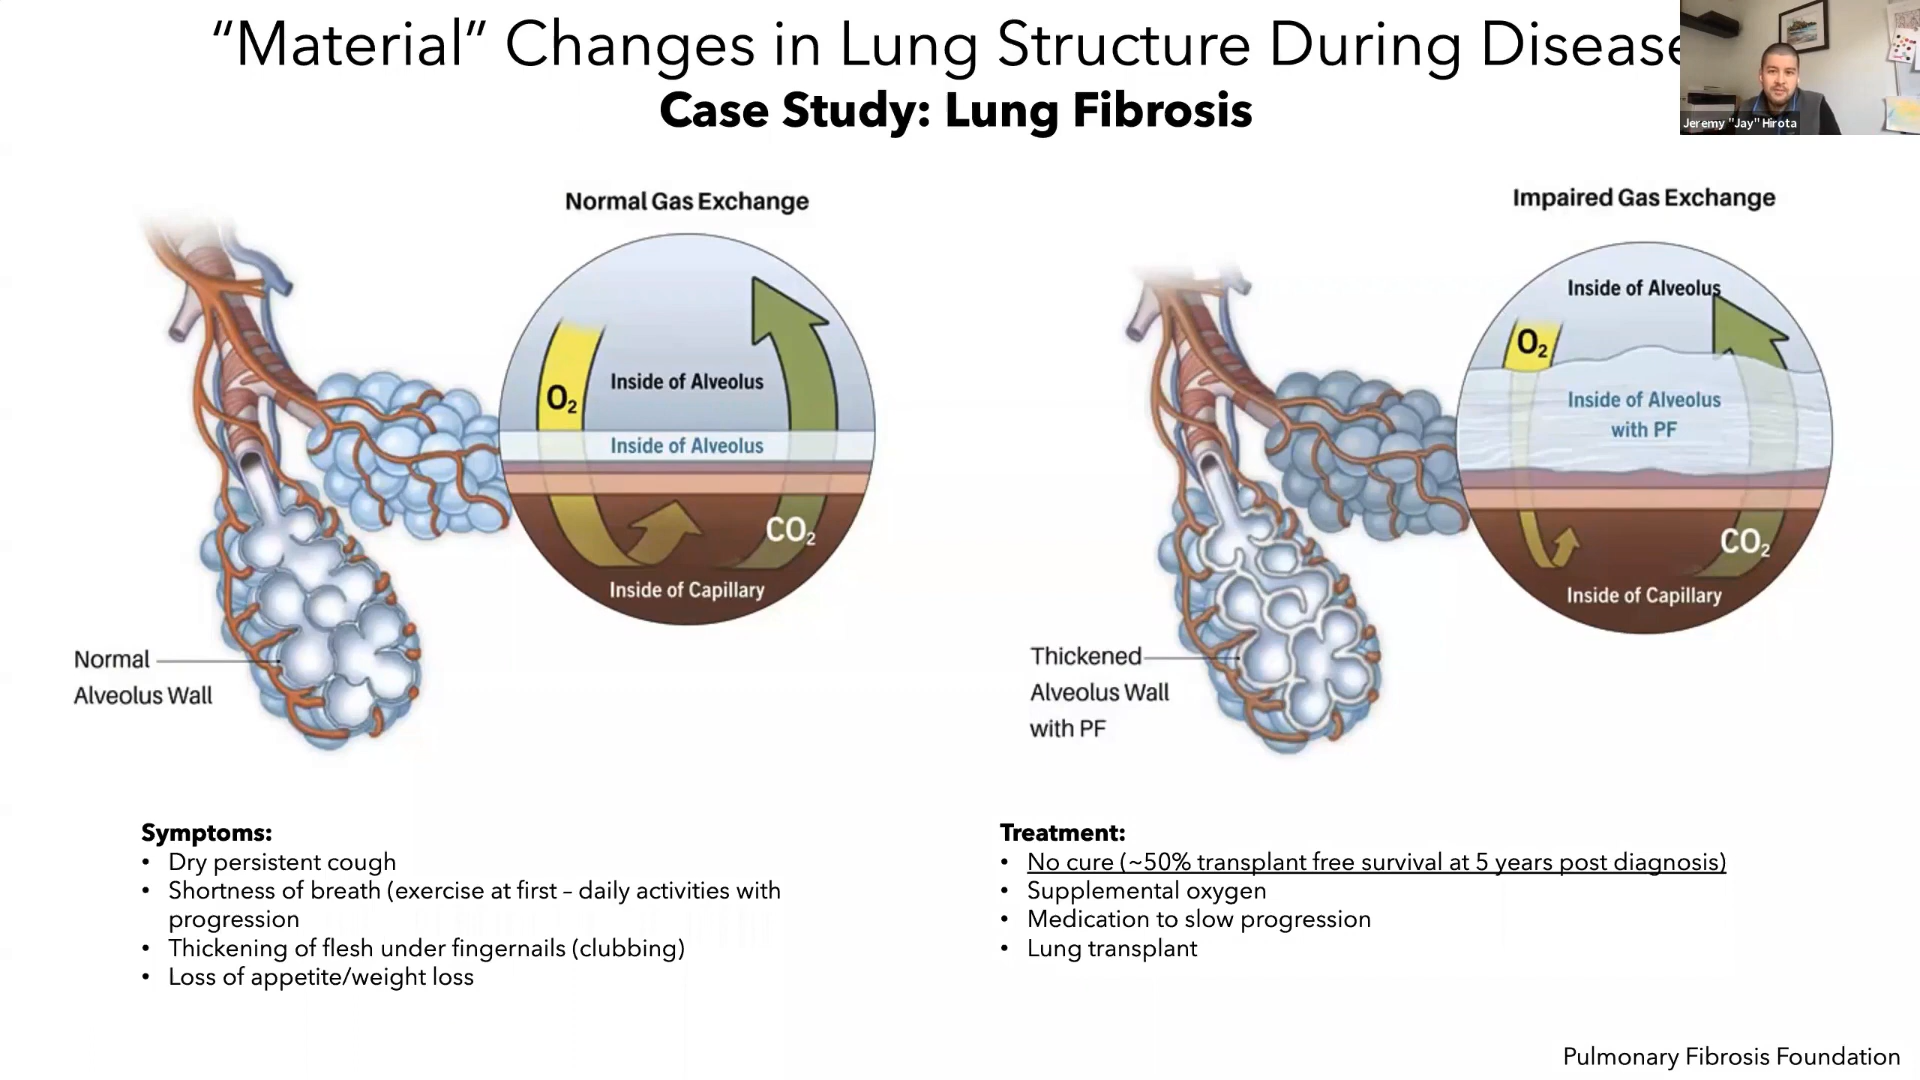 “Material” Changes in Lung Structure During Disease
Case Study: Lung Fibrosis
Jeremy "Jay" Hirota
Normal Gas Exchange
O₂
Inside of Alveolus
Inside of Alveolus
CO₂
Inside of Capillary
Normal
Alveolus Wall
Impaired Gas Exchange
Inside of Alveolus
O₂
Inside of Alveolus
with PF
CO₂
Inside of Capillary
Thickened
Alveolus Wall
with PF
Symptoms:
• Dry persistent cough
• Shortness of breath (exercise at first – daily activities with
progression
• Thickening of flesh under fingernails (clubbing)
• Loss of appetite/weight loss
Treatment:
• No cure (~50% transplant free survival at 5 years post diagnosis)
• Supplemental oxygen
• Medication to slow progression
• Lung transplant
Pulmonary Fibrosis Foundation